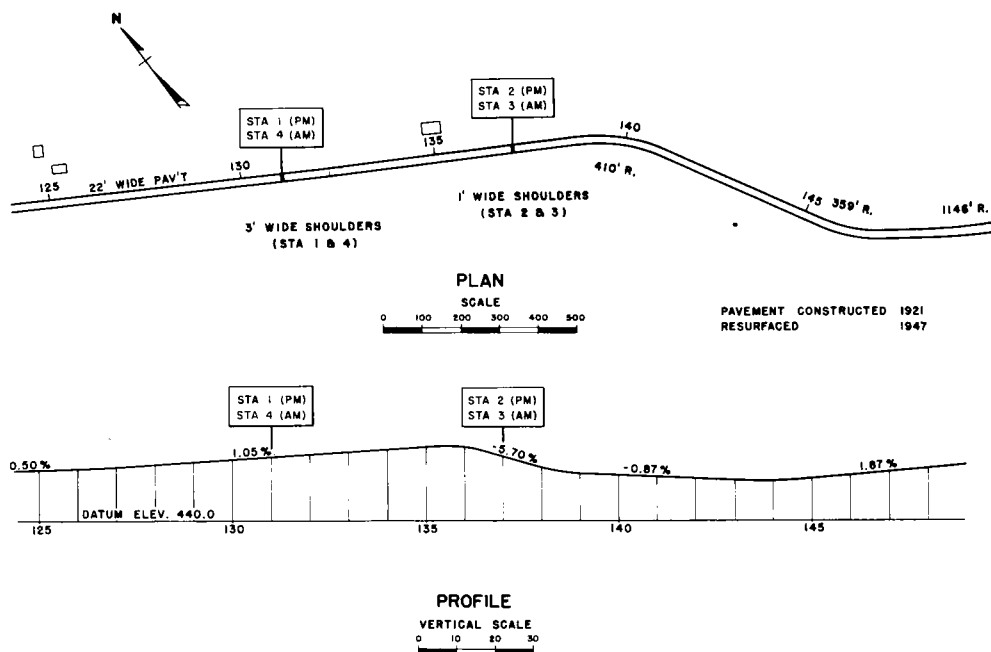 N
STA 1 (PM)
STA 4 (AM)
STA 2 (PM)
STA 3 (AM)
125
22' WIDE PAV'T
130
135
140
410' R.
145
359' R.
1146' R.
3' WIDE SHOULDERS
(STA 1 & 4)
1' WIDE SHOULDERS
(STA 2 & 3)
PLAN
SCALE
0 100 200 300 400 500
PAVEMENT CONSTRUCTED 1921
RESURFACED 1947
STA 1 (PM)
STA 4 (AM)
STA 2 (PM)
STA 3 (AM)
0.50%
1.05%
-5.70%
-0.87%
1.87%
DATUM ELEV. 440.0
125 130 135 140 145
PROFILE
VERTICAL SCALE
0 10 20 30